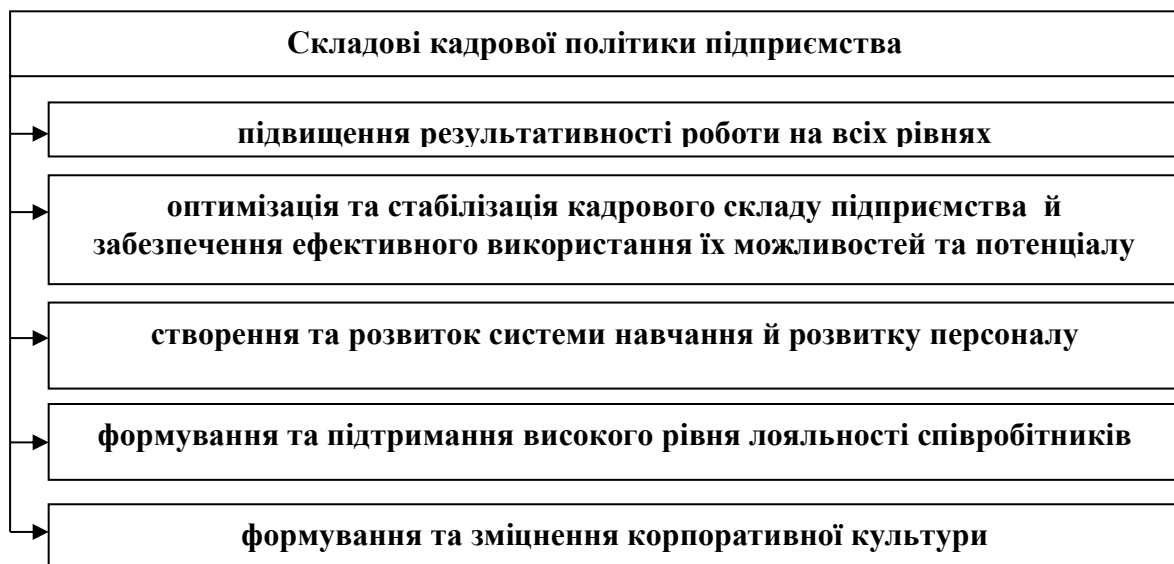 Складові кадрової політики підприємства
підвищення результативності роботи на всіх рівнях
оптимізація та стабілізація кадрового складу підприємства й
забезпечення ефективного використання їх можливостей та потенціалу
створення та розвиток системи навчання й розвитку персоналу
формування та підтримання високого рівня лояльності співробітників
формування та зміцнення корпоративної культури